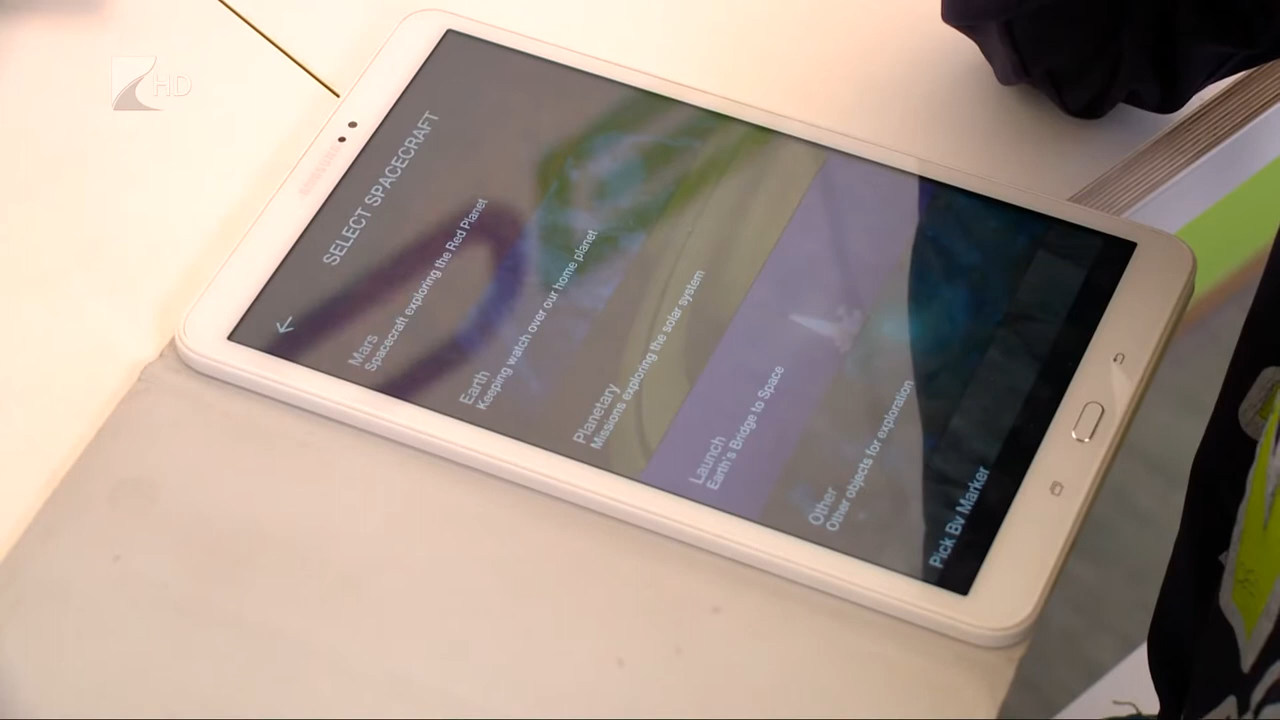 HD
SELECT SPACECRAFT
Mars
Spacecraft exploring the Red Planet
Earth
Keeping watch over our home planet
Planetary
Missions exploring the solar system
Launch
Earth's Bridge to Space
Other
Other objects for exploration
Pick By Marker